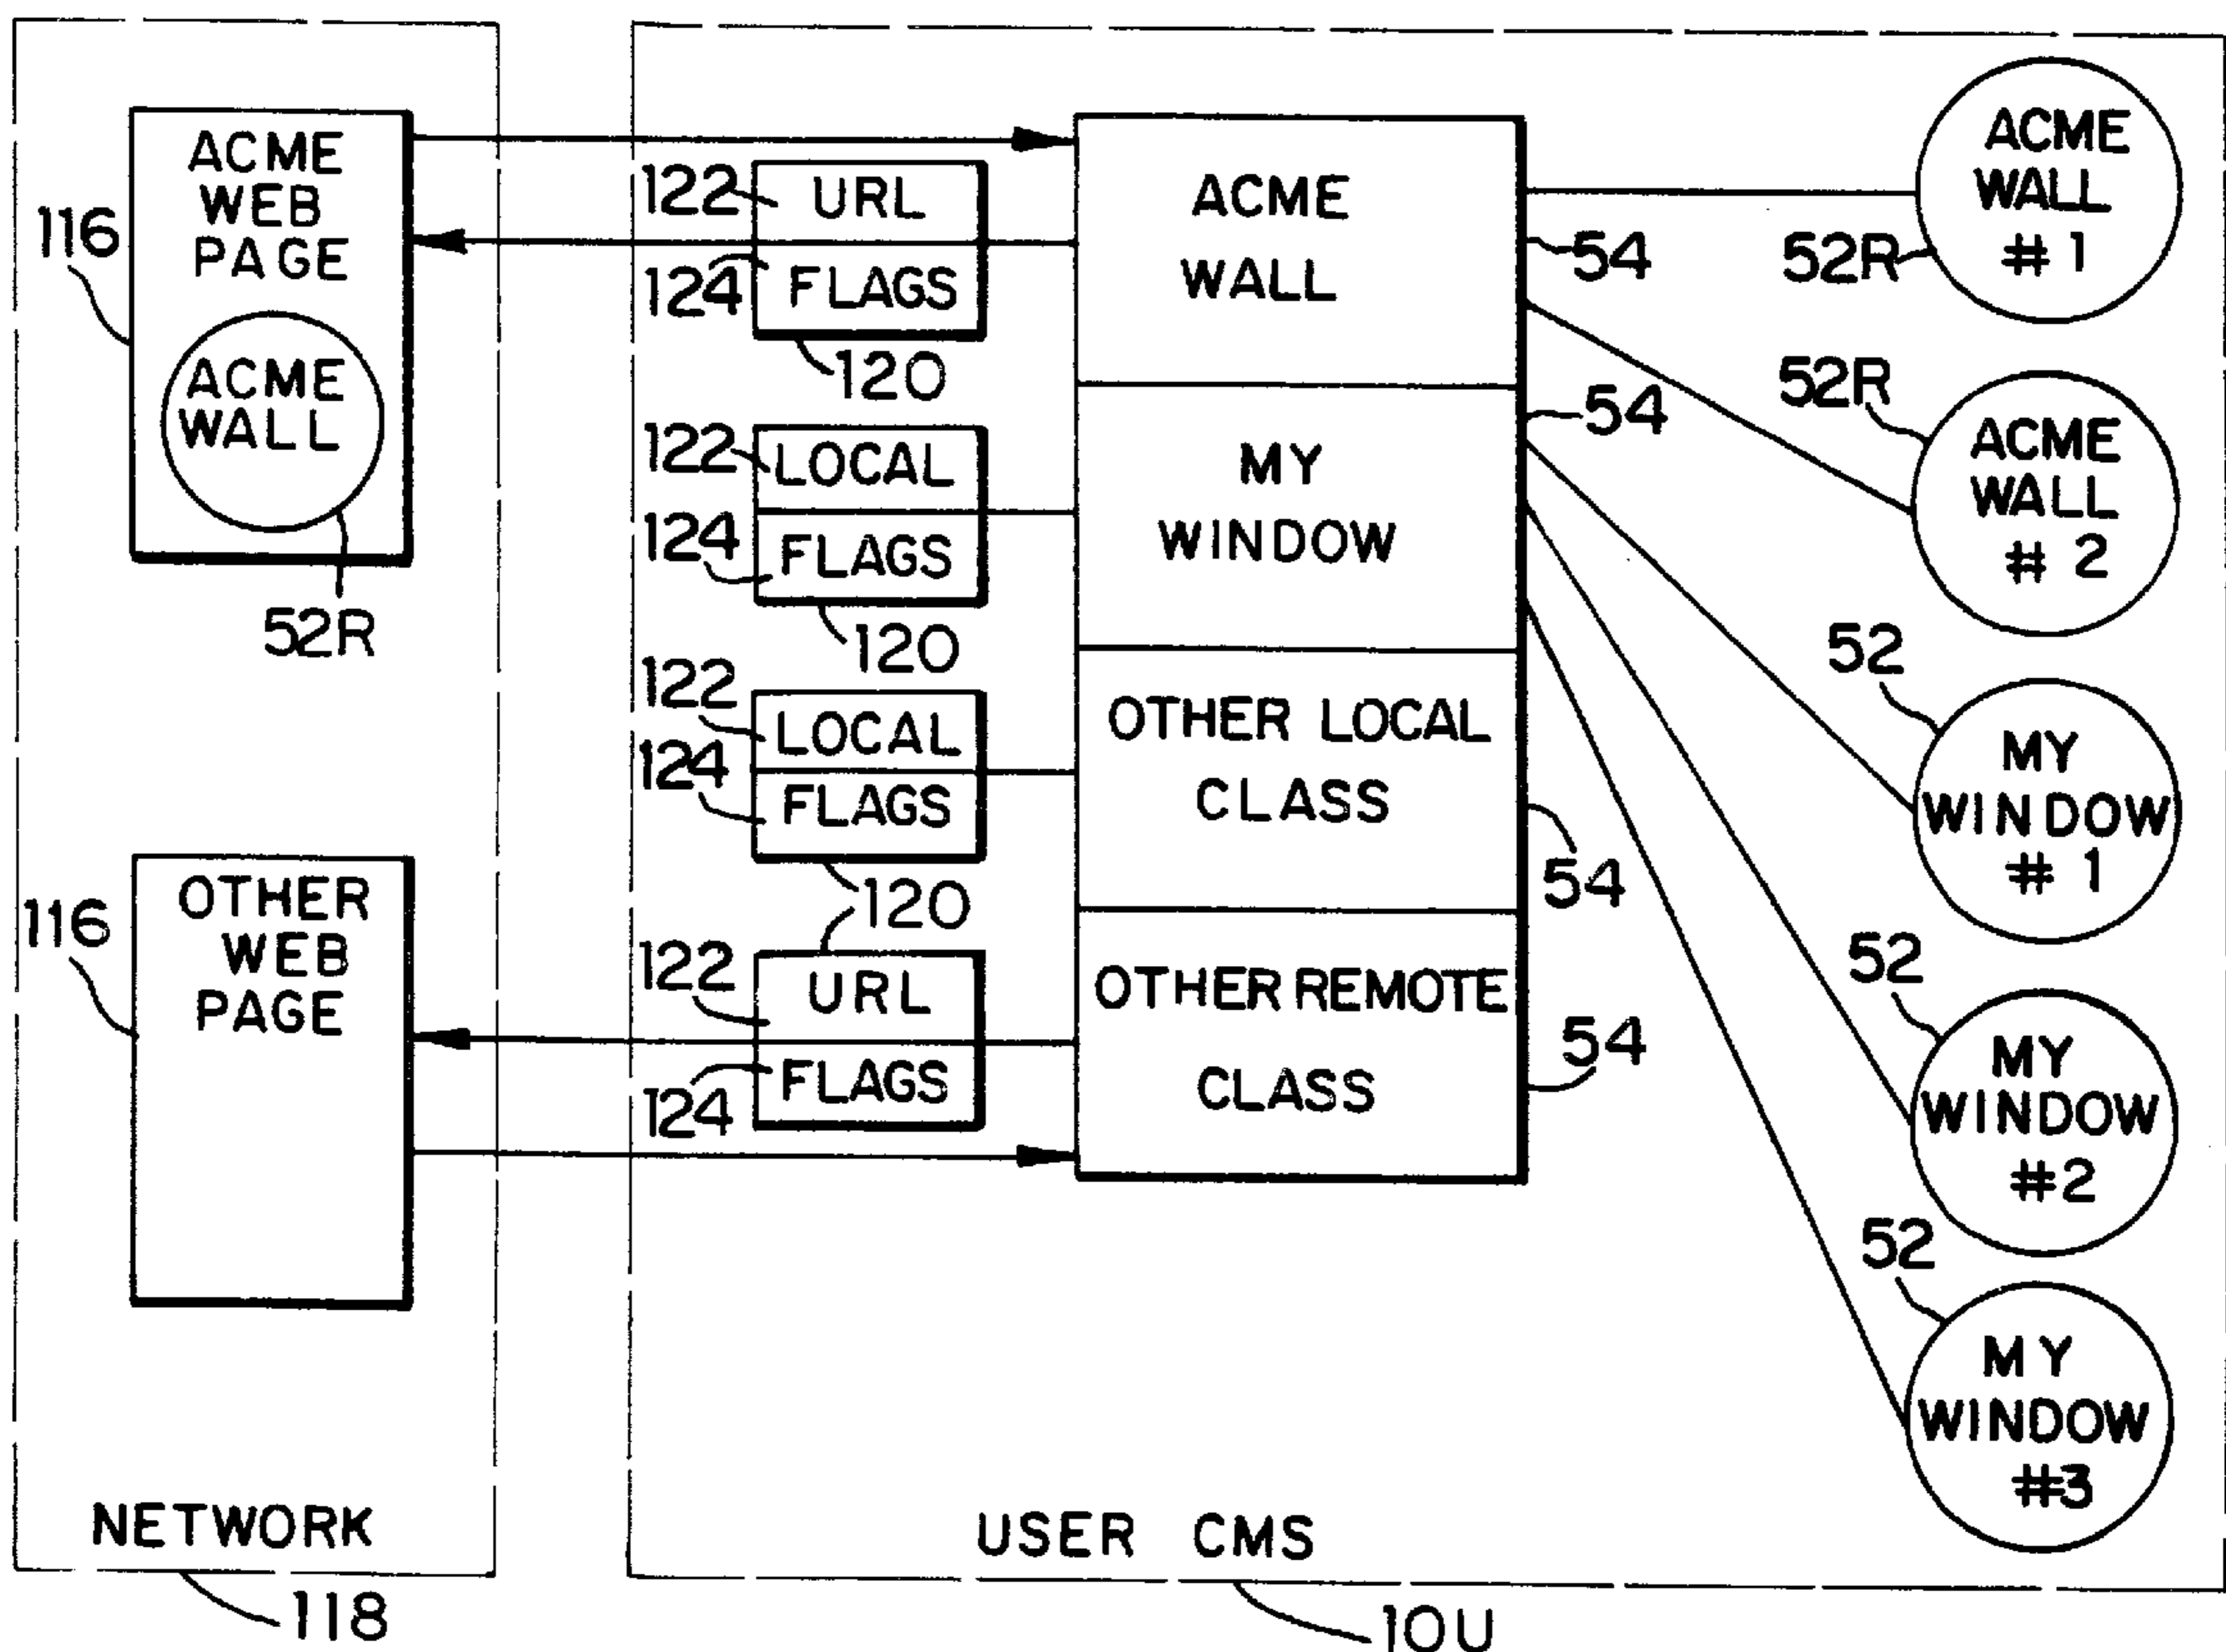 ACME
WEB
PAGE
116
ACME
WALL
52R
OTHER
WEB
PAGE
116
NETWORK
118
122
URL
124
FLAGS
120
122
LOCAL
124
FLAGS
120
122
LOCAL
124
FLAGS
120
122
URL
124
FLAGS
ACME
WALL
54
MY
WINDOW
54
OTHER LOCAL
CLASS
54
OTHER REMOTE
CLASS
54
ACME
WALL
# 1
52R
52R
ACME
WALL
# 2
52
MY
WINDOW
# 1
52
MY
WINDOW
#2
52
MY
WINDOW
#3
USER CMS
10U